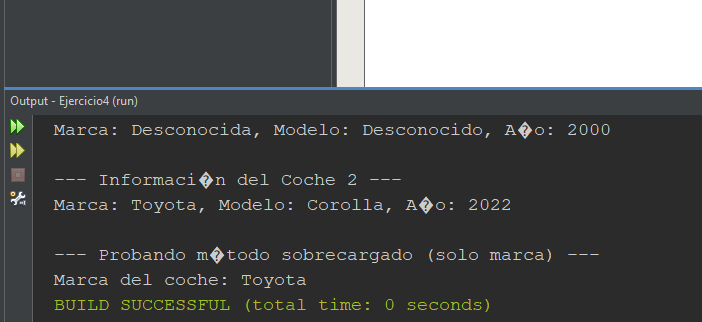 Output - Ejercicio4 (run)
Marca: Desconocida, Modelo: Desconocido, A�o: 2000
--- Informaci�n del Coche 2 ---
Marca: Toyota, Modelo: Corolla, A�o: 2022
--- Probando m�todo sobrecargado (solo marca) ---
Marca del coche: Toyota
BUILD SUCCESSFUL (total time: 0 seconds)